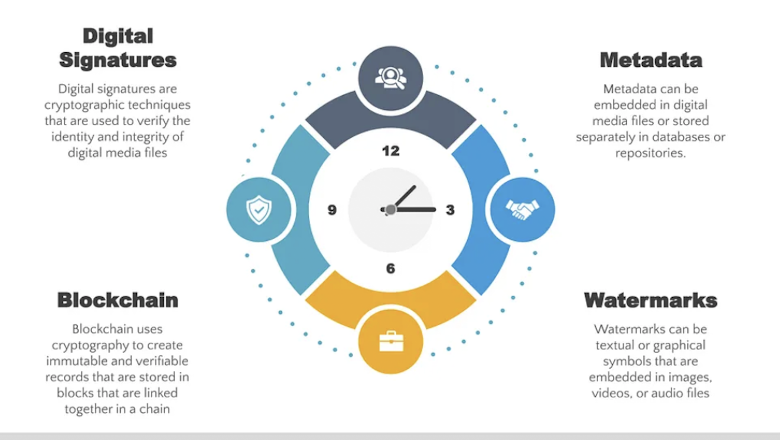 Digital
Signatures
Digital signatures are
cryptographic techniques
that are used to verify the
identity and integrity of
digital media files
Metadata
Metadata can be
embedded in digital
media files or stored
separately in databases or
repositories.
12
9
3
6
Blockchain
Blockchain uses
cryptography to create
immutable and verifiable
records that are stored in
blocks that are linked
together in a chain
Watermarks
Watermarks can be
textual or graphical
symbols that are
embedded in images,
videos, or audio files